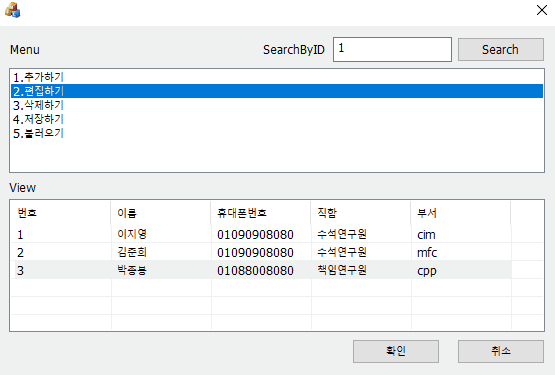 Menu SearchByID 1 Search
1.추가하기
2.편집하기
3.삭제하기
4.저장하기
5.불러오기
View
번호 이름 휴대폰번호 직함 부서
1 이지영 01090908080 수석연구원 cim
2 김준희 01090908080 수석연구원 mfc
3 박종봉 01088008080 책임연구원 cpp
확인 취소